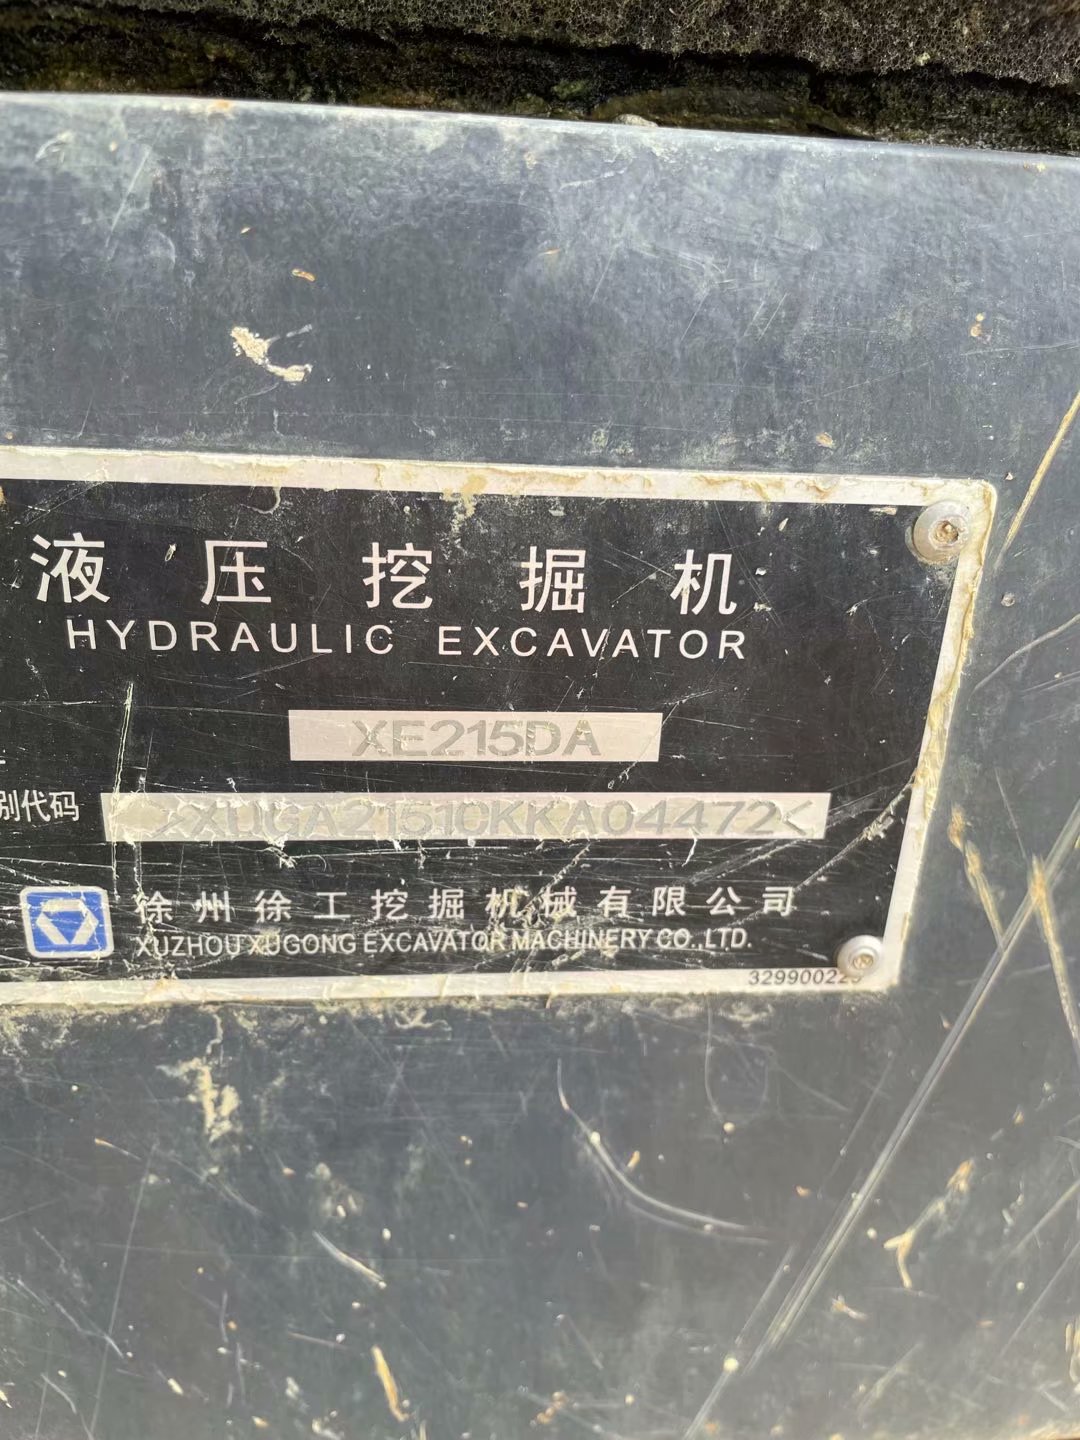 液压挖掘机
HYDRAULIC EXCAVATOR
XE215DA
别代码
>XUGA21510KKA04472<
徐州徐工挖掘机械有限公司
XUZHOU XUGONG EXCAVATOR MACHINERY CO.,LTD.